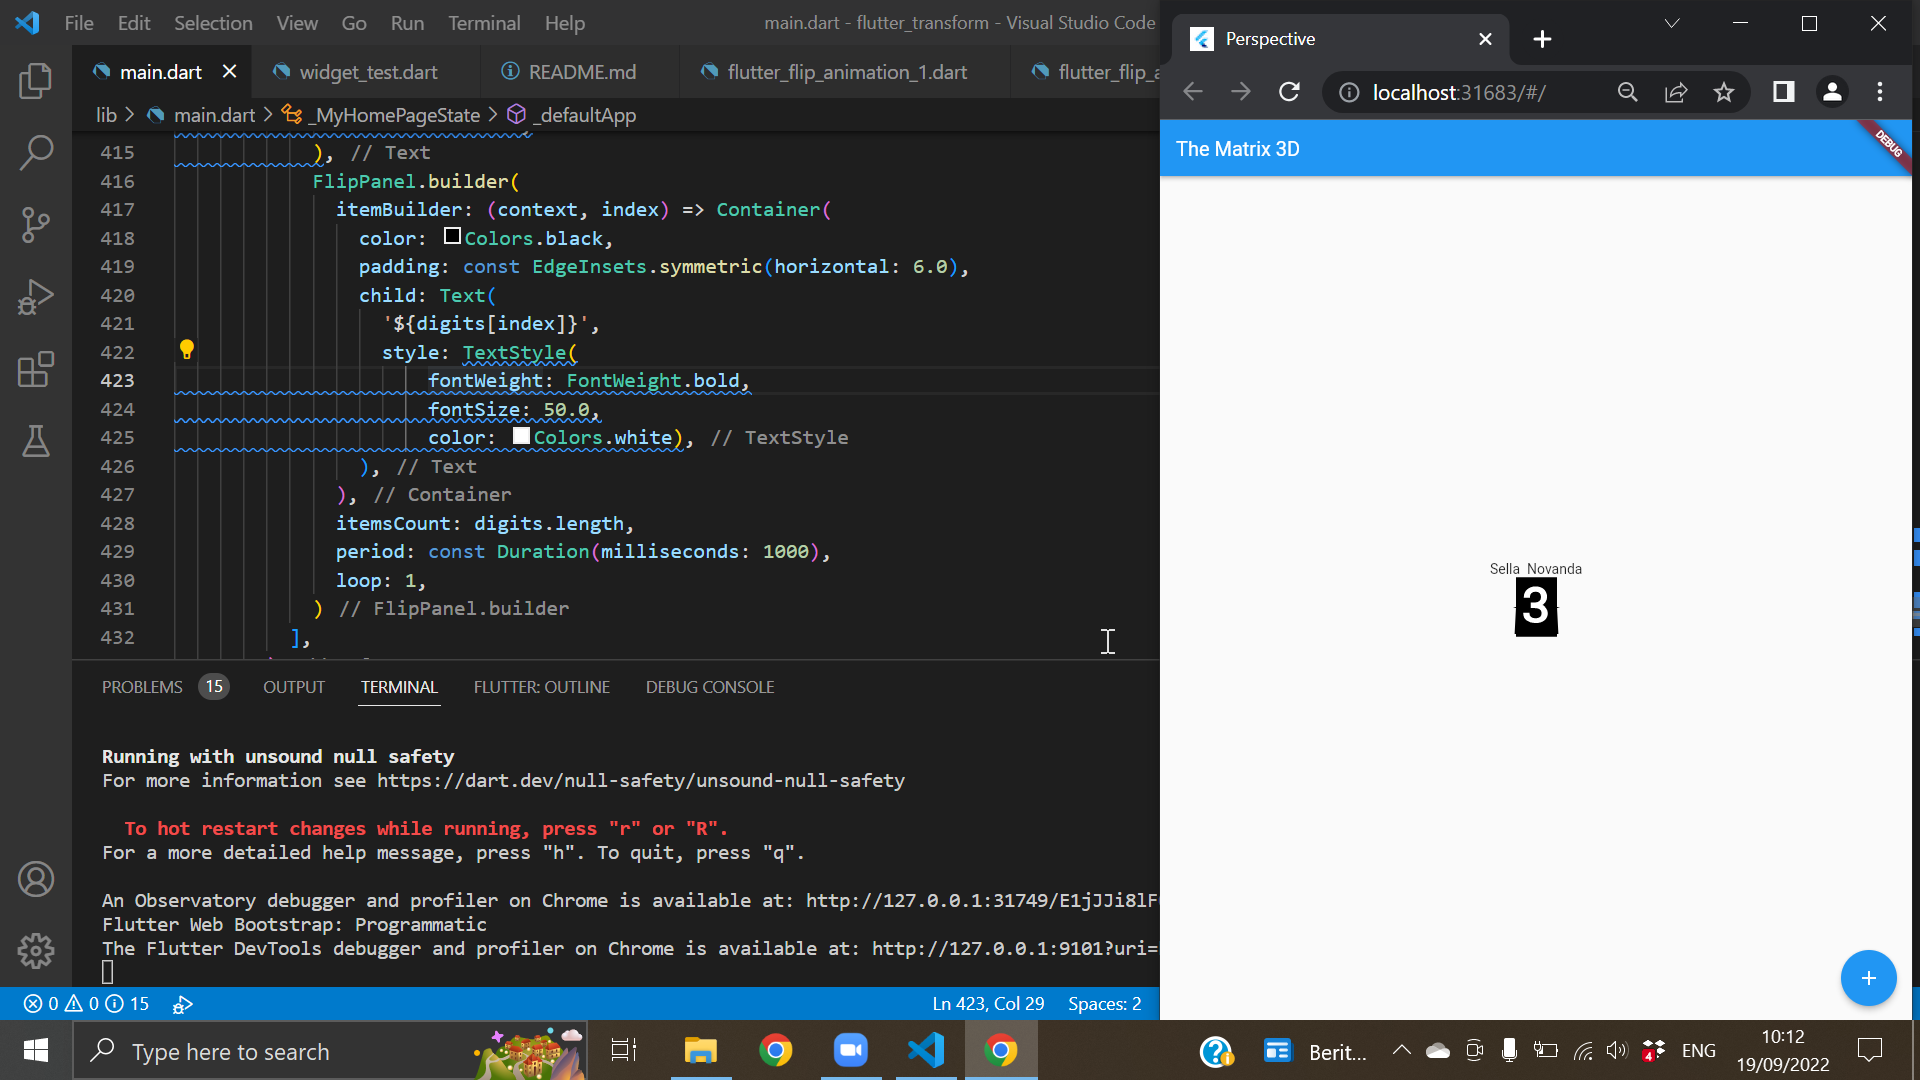 File Edit Selection View Go Run Terminal Help main.dart - flutter_transform - Visual Studio Code
main.dart widget_test.dart README.md flutter_flip_animation_1.dart flutter_flip_a
lib > main.dart > _MyHomePageState > _defaultApp
415 ), // Text
416 FlipPanel.builder(
417 itemBuilder: (context, index) => Container(
418 color: Colors.black,
419 padding: const EdgeInsets.symmetric(horizontal: 6.0),
420 child: Text(
421 '${digits[index]}',
422 style: TextStyle(
423 fontWeight: FontWeight.bold,
424 fontSize: 50.0,
425 color: Colors.white), // TextStyle
426 ), // Text
427 ), // Container
428 itemsCount: digits.length,
429 period: const Duration(milliseconds: 1000),
430 loop: 1,
431 ) // FlipPanel.builder
432 ],
PROBLEMS 15 OUTPUT TERMINAL FLUTTER: OUTLINE DEBUG CONSOLE
Running with unsound null safety
For more information see https://dart.dev/null-safety/unsound-null-safety
To hot restart changes while running, press "r" or "R".
For a more detailed help message, press "h". To quit, press "q".
An Observatory debugger and profiler on Chrome is available at: http://127.0.0.1:31749/E1jJJi8lF
Flutter Web Bootstrap: Programmatic
The Flutter DevTools debugger and profiler on Chrome is available at: http://127.0.0.1:9101?uri=
0 0 15 Ln 423, Col 29 Spaces: 2
Perspective
localhost:31683/#/
The Matrix 3D
DEBUG
Sella Novanda
3
+
Type here to search
Berit...
4
ENG
10:12
19/09/2022